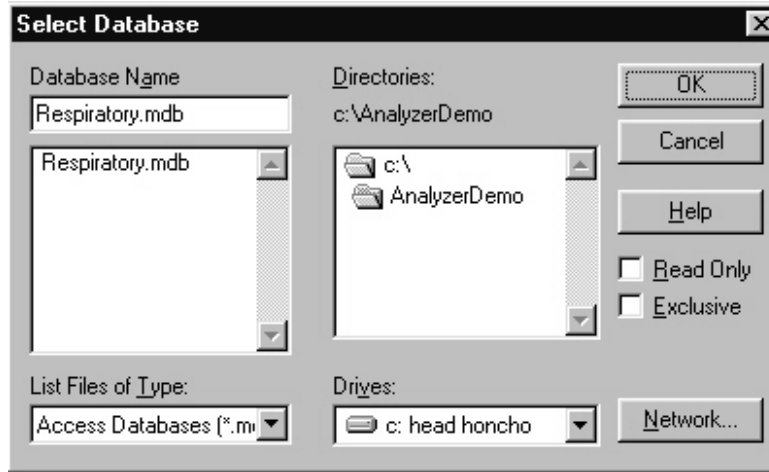 Select Database
Database Name
Respiratory.mdb
Respiratory.mdb
List Files of Type:
Access Databases (*.m
Directories:
c:\AnalyzerDemo
c:\
AnalyzerDemo
Drives:
c: head honcho
OK
Cancel
Help
Read Only
Exclusive
Network...